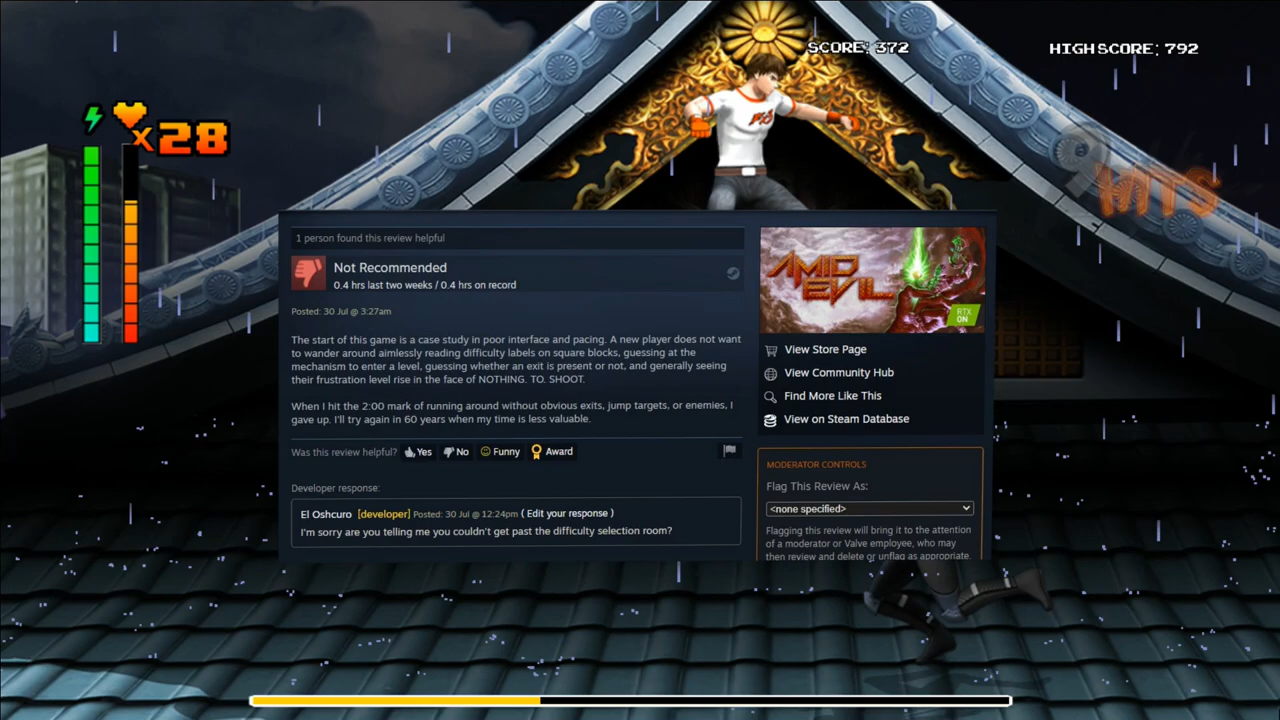 SCORE: 372
HIGHSCORE: 792
x28
HITS
1 person found this review helpful
Not Recommended
0.4 hrs last two weeks / 0.4 hrs on record
Posted: 30 Jul @ 3:27am
The start of this game is a case study in poor interface and pacing. A new player does not want
to wander around aimlessly reading difficulty labels on square blocks, guessing at the
mechanism to enter a level, guessing whether an exit is present or not, and generally seeing
their frustration level rise in the face of NOTHING. TO. SHOOT.
When I hit the 2:00 mark of running around without obvious exits, jump targets, or enemies, I
gave up. I'll try again in 60 years when my time is less valuable.
Was this review helpful? Yes No Funny Award
Developer response:
El Oshcuro [developer] Posted: 30 Jul @ 12:24pm ( Edit your response )
I'm sorry are you telling me you couldn't get past the difficulty selection room?
AMID
EVIL
RTX
ON
View Store Page
View Community Hub
Find More Like This
View on Steam Database
MODERATOR CONTROLS
Flag This Review As:
<none specified>
Flagging this review will bring it to the attention
of a moderator or Valve employee, who may
then review and delete or unflag as appropriate.